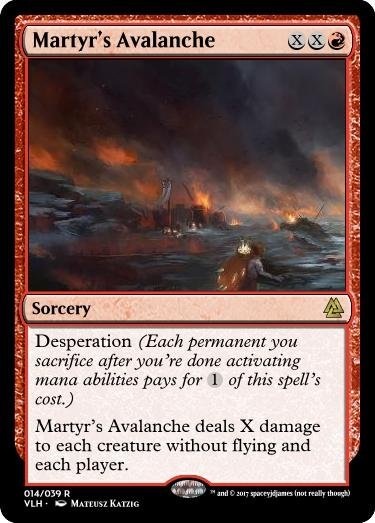 Martyr's Avalanche XXR
Sorcery
Desperation (Each permanent you
sacrifice after you're done activating
mana abilities pays for 1 of this spell's
cost.)
Martyr's Avalanche deals X damage
to each creature without flying and
each player.
014/039 R
VLH · Mateusz Katzig
™ and © 2017 spaceyjdjames (not really though)